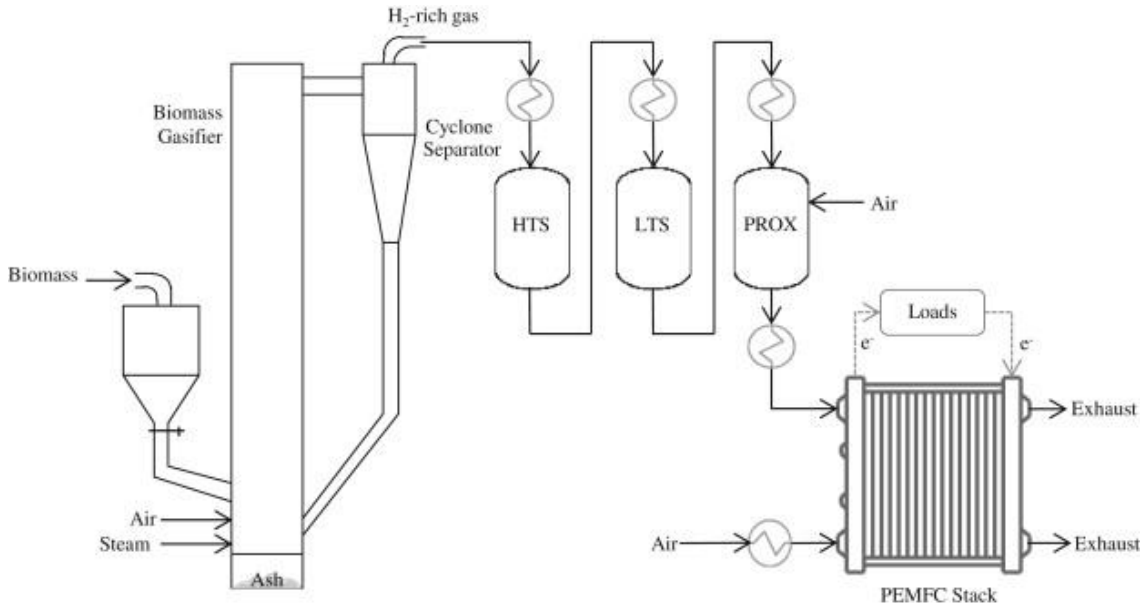 H₂-rich gas
Biomass
Gasifier
Cyclone
Separator
HTS
LTS
PROX
Air
Biomass
Loads
e⁻
e⁻
Exhaust
Air
Steam
Air
Exhaust
Ash
PEMFC Stack